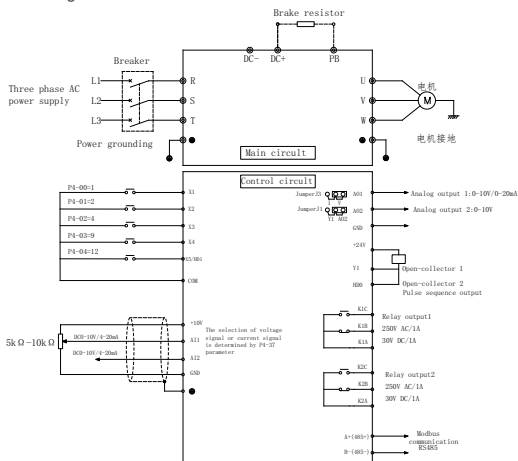 Brake resistor
DC- DC+ PB
Breaker
L1 R U 电机
Three phase AC
power supply
L2 S V M
L3 T W
Power grounding
电机接地
Main circuit
Control circuit
P4-00=1 X1
JumperJ3 I V AO1 Analog output 1:0-10V/0-20mA
P4-01=2 X2
JumperJ1 Y1 AO2 AO2 Analog output 2:0-10V
P4-02=4 X3
GND
P4-03=9 X4
+24V
P4-04=12 X5/HDI
Y1 Open-collector 1
COM
HDO Open-collector 2
Pulse sequence output
K1C Relay output1
K1B 250V AC/1A
K1A 30V DC/1A
+10V
The selection of voltage
signal or current signal
is determined by P4-37
parameter
5kΩ-10kΩ
DC0-10V/4-20mA AI1
DC0-10V/4-20mA AI2
GND
K2C Relay output2
K2B 250V AC/1A
K2A 30V DC/1A
A+(485+) Modbus
communication
B-(485-) RS485